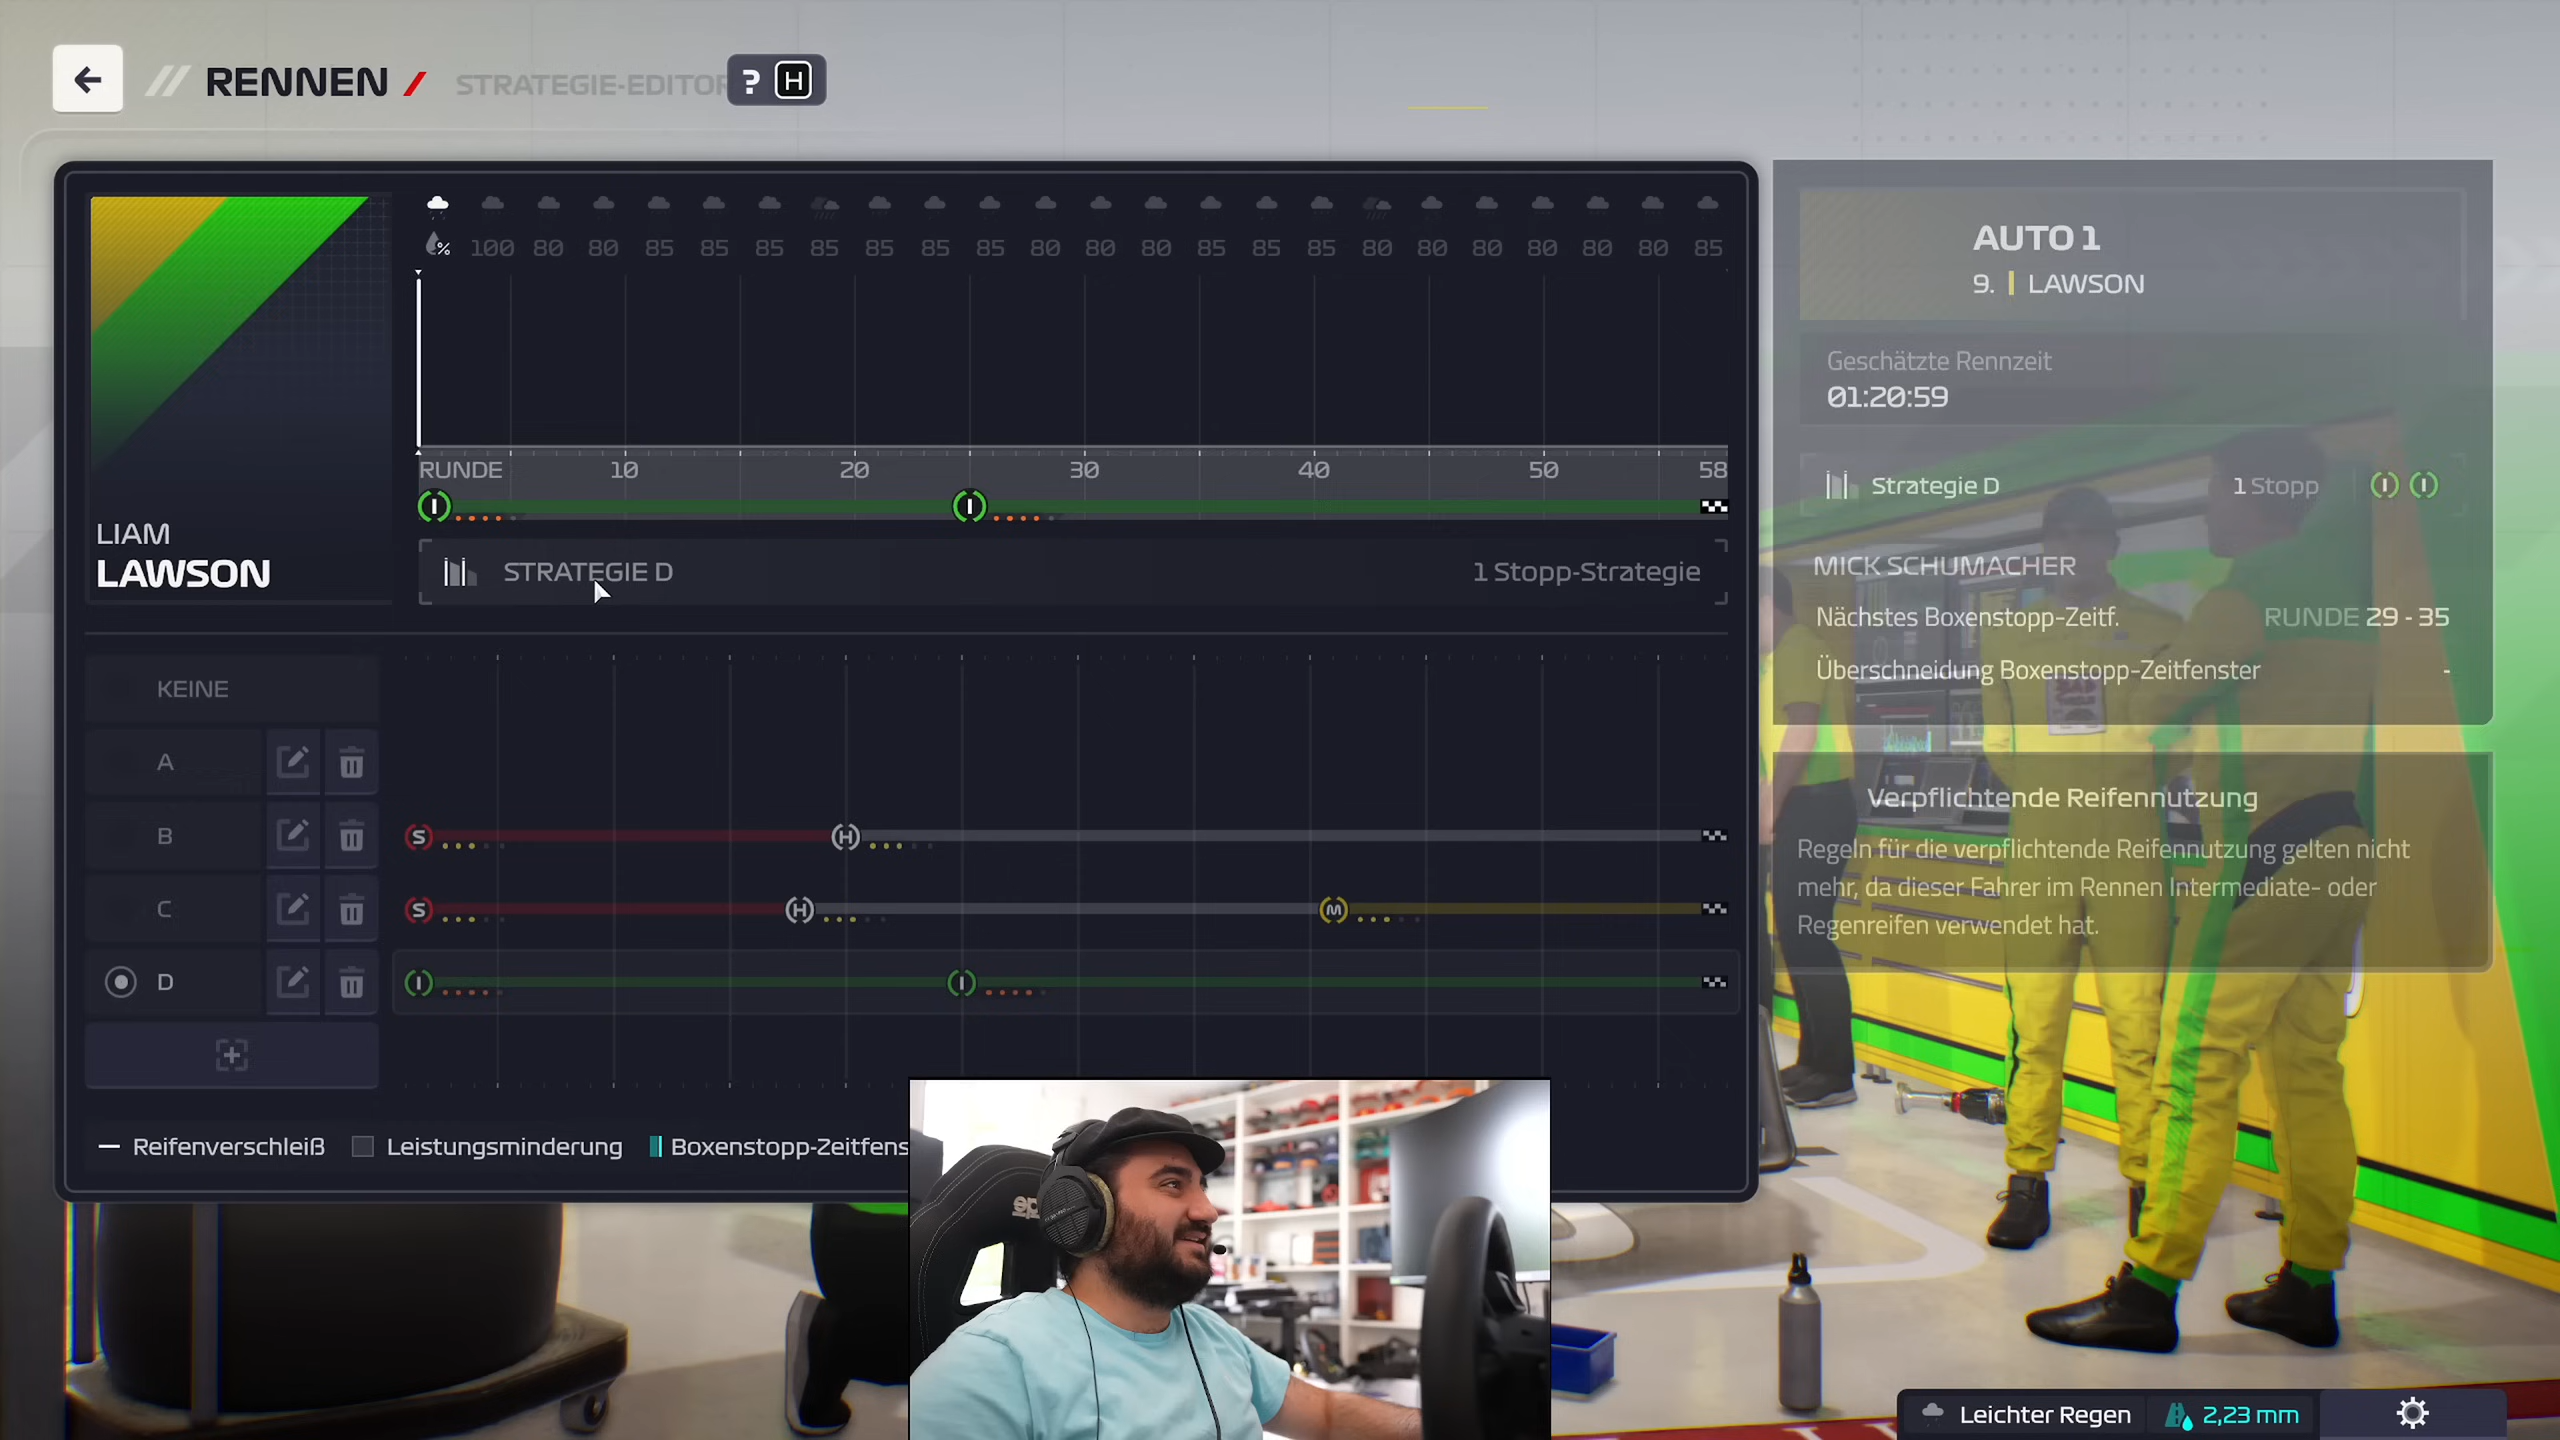 RENNEN / STRATEGIE-EDITOR ? H
% 100 80 80 85 85 85 85 85 85 85 80 80 80 85 85 85 80 80 80 80 80 80 85
RUNDE 10 20 30 40 50 58
I I
LIAM
LAWSON
STRATEGIE D 1 Stopp-Strategie
KEINE
A
B S H
C S H M
D I I
Reifenverschleiß Leistungsminderung Boxenstopp-Zeitfens
AUTO 1
9. LAWSON
Geschätzte Rennzeit
01:20:59
Strategie D 1 Stopp I I
MICK SCHUMACHER
Nächstes Boxenstopp-Zeitf. RUNDE 29 - 35
Überschneidung Boxenstopp-Zeitfenster -
Verpflichtende Reifennutzung
Regeln für die verpflichtende Reifennutzung gelten nicht
mehr, da dieser Fahrer im Rennen Intermediate- oder
Regenreifen verwendet hat.
Leichter Regen 2,23 mm